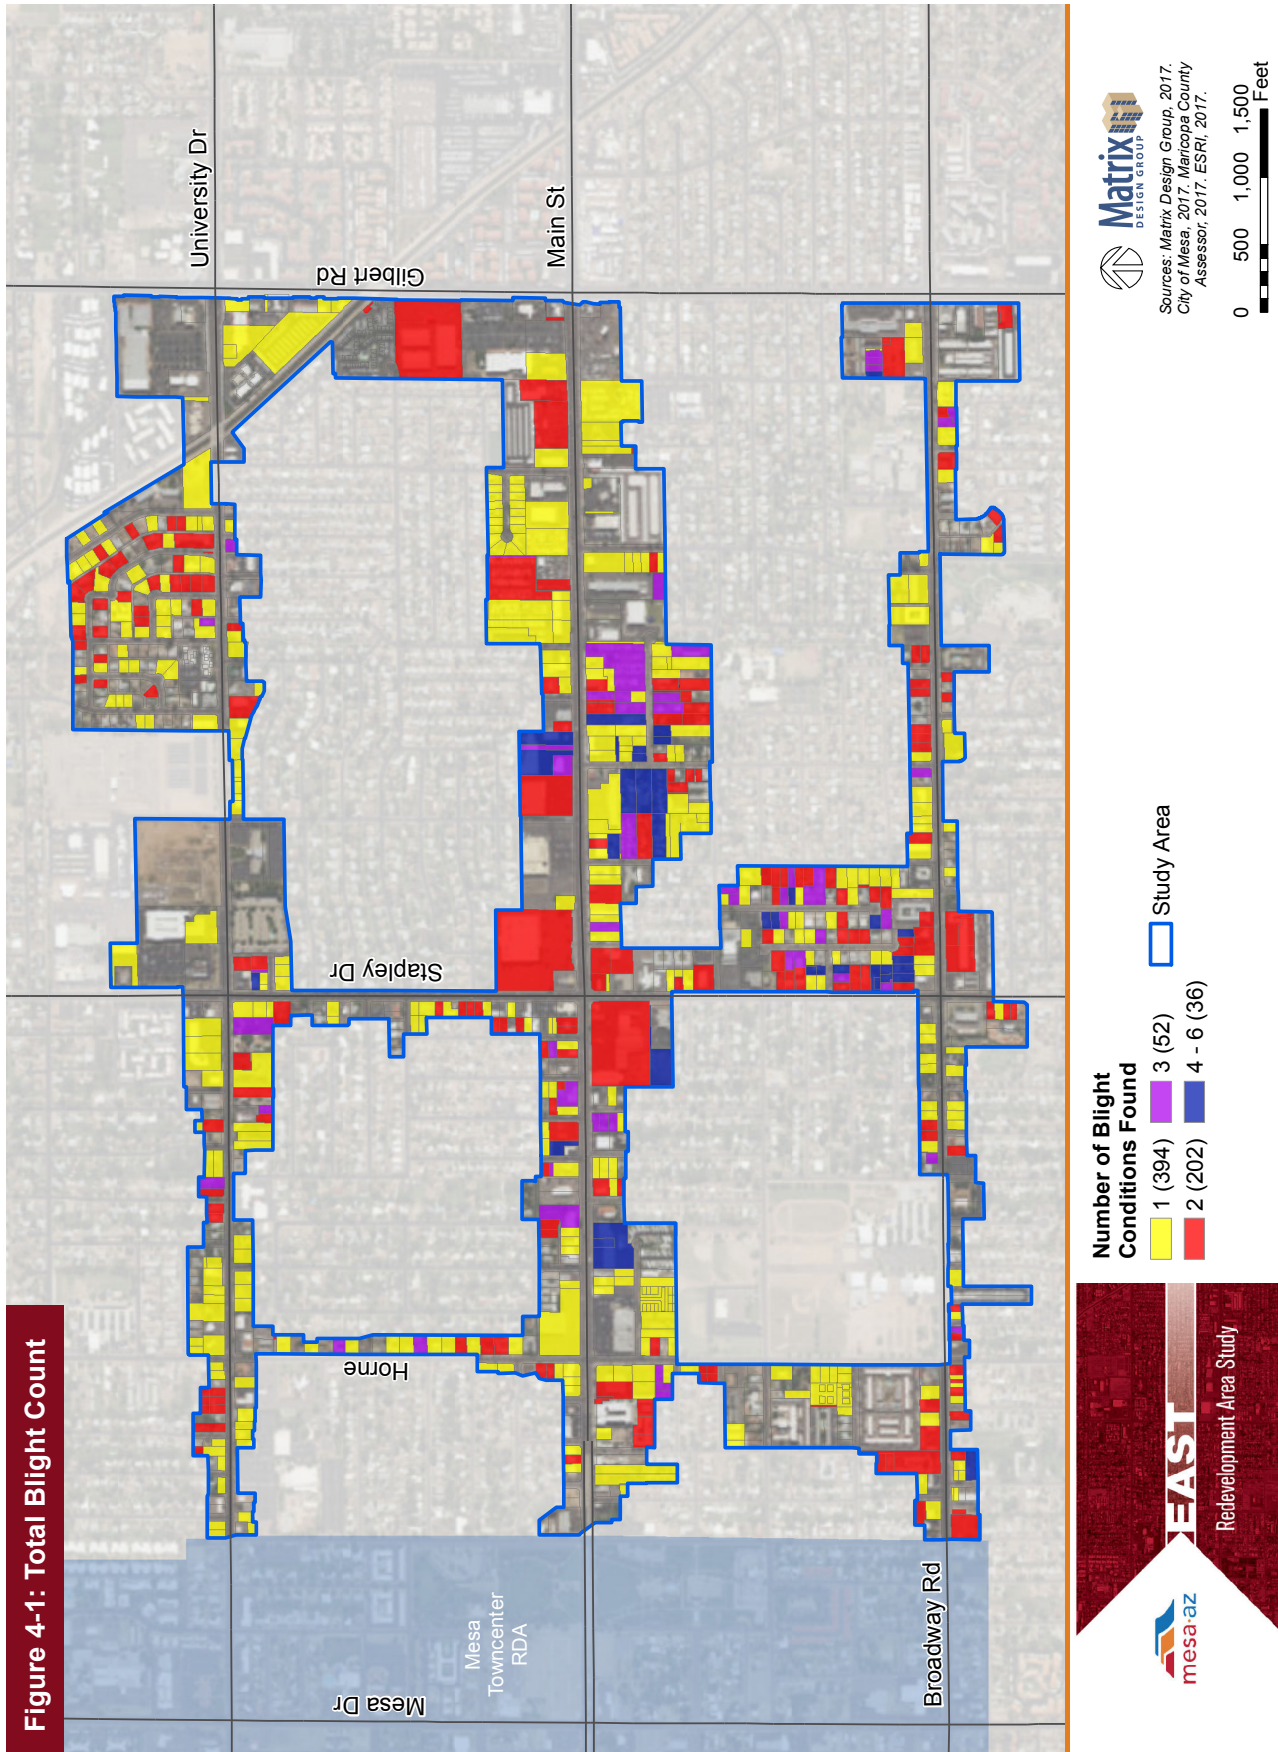 Figure 4-1: Total Blight Count
University Dr
Main St
Gilbert Rd
Stapley Dr
Horne
Mesa Dr
Broadway Rd
Mesa
Towncenter
RDA
mesa·az
EAST
Redevelopment Area Study
Number of Blight
Conditions Found
1 (394)
3 (52)
2 (202)
4 - 6 (36)
Study Area
Matrix
DESIGN GROUP
Sources: Matrix Design Group, 2017.
City of Mesa, 2017. Maricopa County
Assessor, 2017. ESRI, 2017.
0 500 1,000 1,500
Feet